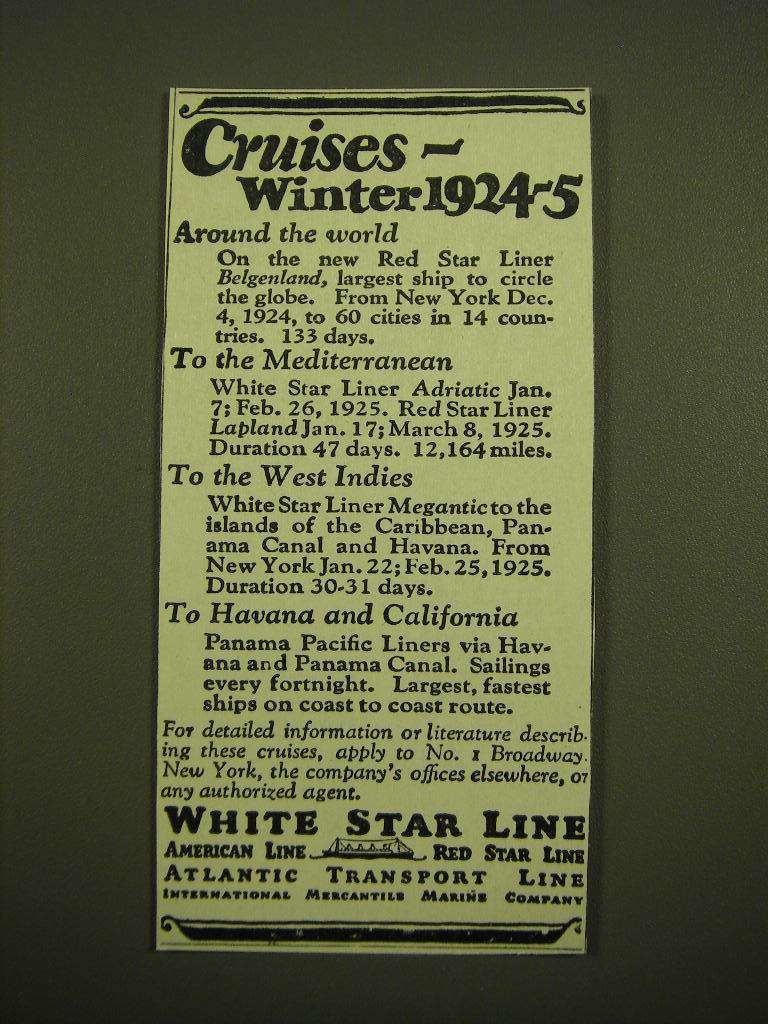 Cruises –
Winter 1924-5
Around the world
On the new Red Star Liner
Belgenland, largest ship to circle
the globe. From New York Dec.
4, 1924, to 60 cities in 14 coun-
tries. 133 days.
To the Mediterranean
White Star Liner Adriatic Jan.
7; Feb. 26, 1925. Red Star Liner
Lapland Jan. 17; March 8, 1925.
Duration 47 days. 12,164 miles.
To the West Indies
White Star Liner Megantic to the
islands of the Caribbean, Pan-
ama Canal and Havana. From
New York Jan. 22; Feb. 25, 1925.
Duration 30-31 days.
To Havana and California
Panama Pacific Liners via Hav-
ana and Panama Canal. Sailings
every fortnight. Largest, fastest
ships on coast to coast route.
For detailed information or literature describ-
ing these cruises, apply to No. 1 Broadway.
New York, the company's offices elsewhere, or
any authorized agent.
WHITE STAR LINE
AMERICAN LINE RED STAR LINE
ATLANTIC TRANSPORT LINE
INTERNATIONAL MERCANTILE MARINE COMPANY